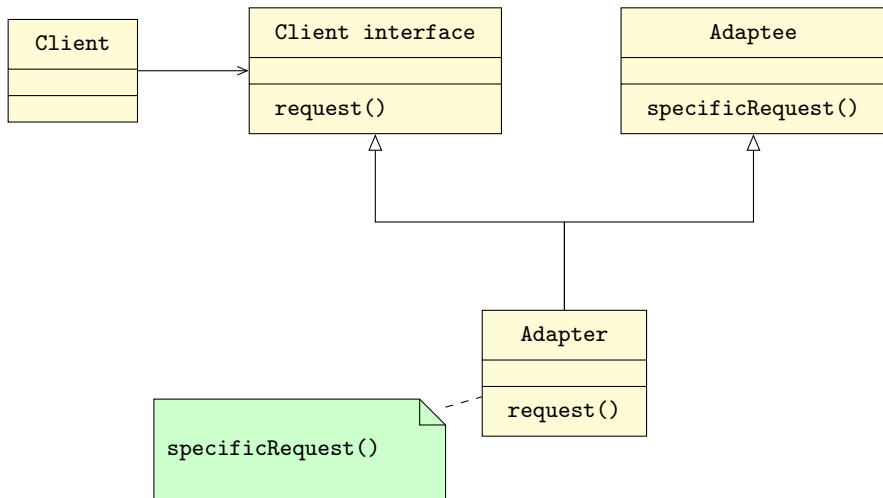 Client
Client interface
request()
Adaptee
specificRequest()
Adapter
request()
specificRequest()